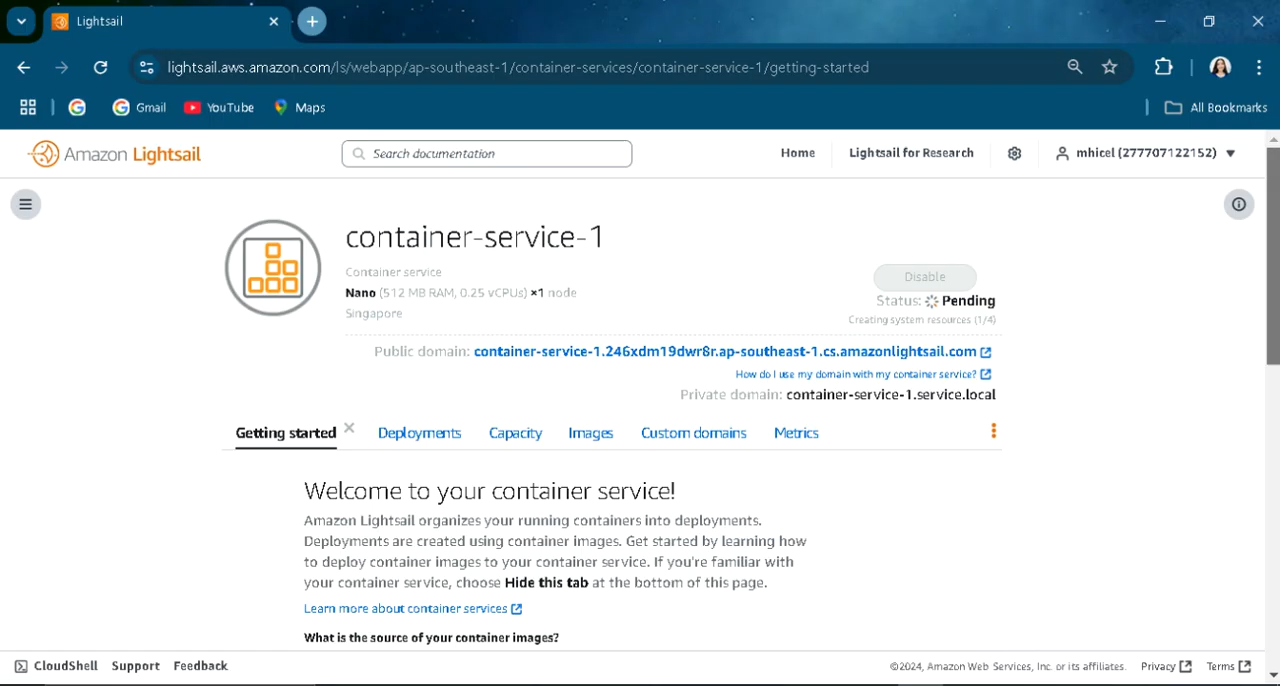 Lightsail
lightsail.aws.amazon.com/ls/webapp/ap-southeast-1/container-services/container-service-1/getting-started
Gmail YouTube Maps All Bookmarks
Amazon Lightsail Search documentation Home Lightsail for Research mhicel (277707122152)
container-service-1
Container service
Disable
Nano (512 MB RAM, 0.25 vCPUs) ×1 node
Status: Pending
Singapore
Creating system resources (1/4)
Public domain: container-service-1.246xdm19dwr8r.ap-southeast-1.cs.amazonlightsail.com
How do I use my domain with my container service?
Private domain: container-service-1.service.local
Getting started Deployments Capacity Images Custom domains Metrics
Welcome to your container service!
Amazon Lightsail organizes your running containers into deployments.
Deployments are created using container images. Get started by learning how
to deploy container images to your container service. If you're familiar with
your container service, choose Hide this tab at the bottom of this page.
Learn more about container services
What is the source of your container images?
CloudShell Support Feedback ©2024, Amazon Web Services, Inc. or its affiliates. Privacy Terms